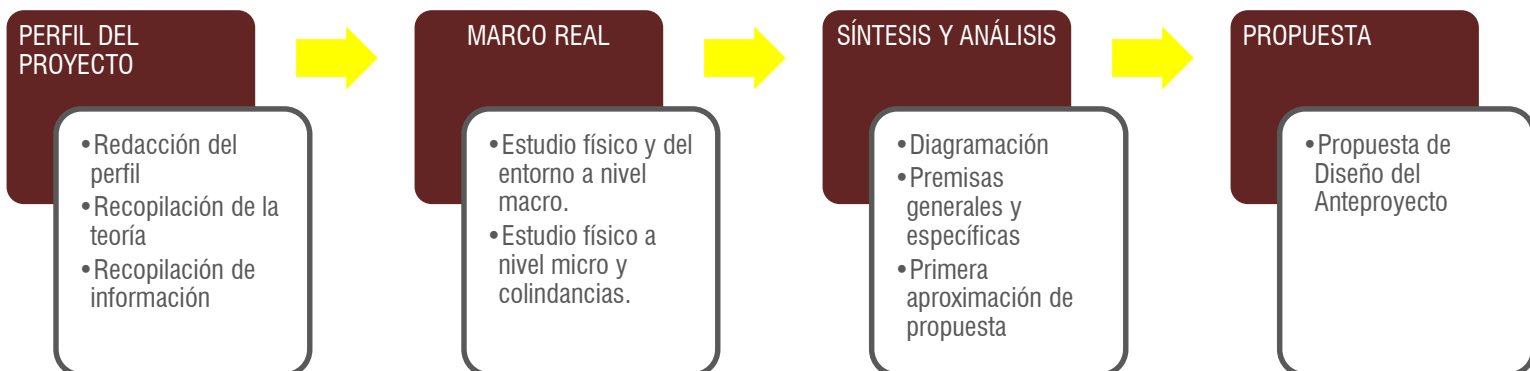 PERFIL DEL
PROYECTO
•Redacción del
perfil
•Recopilación de la
teoría
•Recopilación de
información
MARCO REAL
•Estudio físico y del
entorno a nivel
macro.
•Estudio físico a
nivel micro y
colindancias.
SÍNTESIS Y ANÁLISIS
•Diagramación
•Premisas
generales y
específicas
•Primera
aproximación de
propuesta
PROPUESTA
•Propuesta de
Diseño del
Anteproyecto